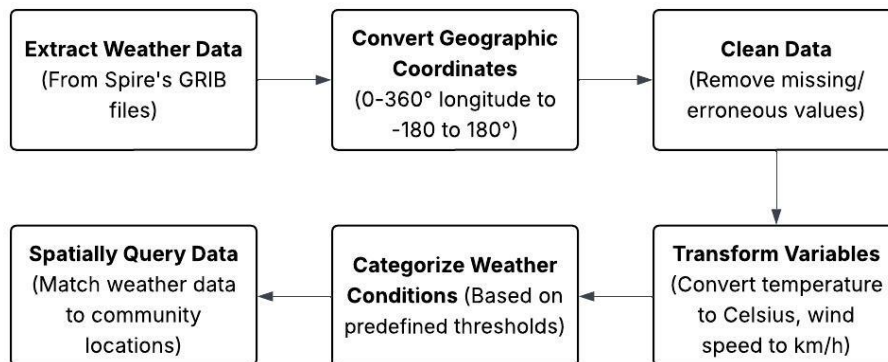 Extract Weather Data
(From Spire's GRIB
files)
Convert Geographic
Coordinates
(0-360° longitude to
-180 to 180°)
Clean Data
(Remove missing/
erroneous values)
Transform Variables
(Convert temperature
to Celsius, wind
speed to km/h)
Categorize Weather
Conditions (Based on
predefined thresholds)
Spatially Query Data
(Match weather data
to community
locations)